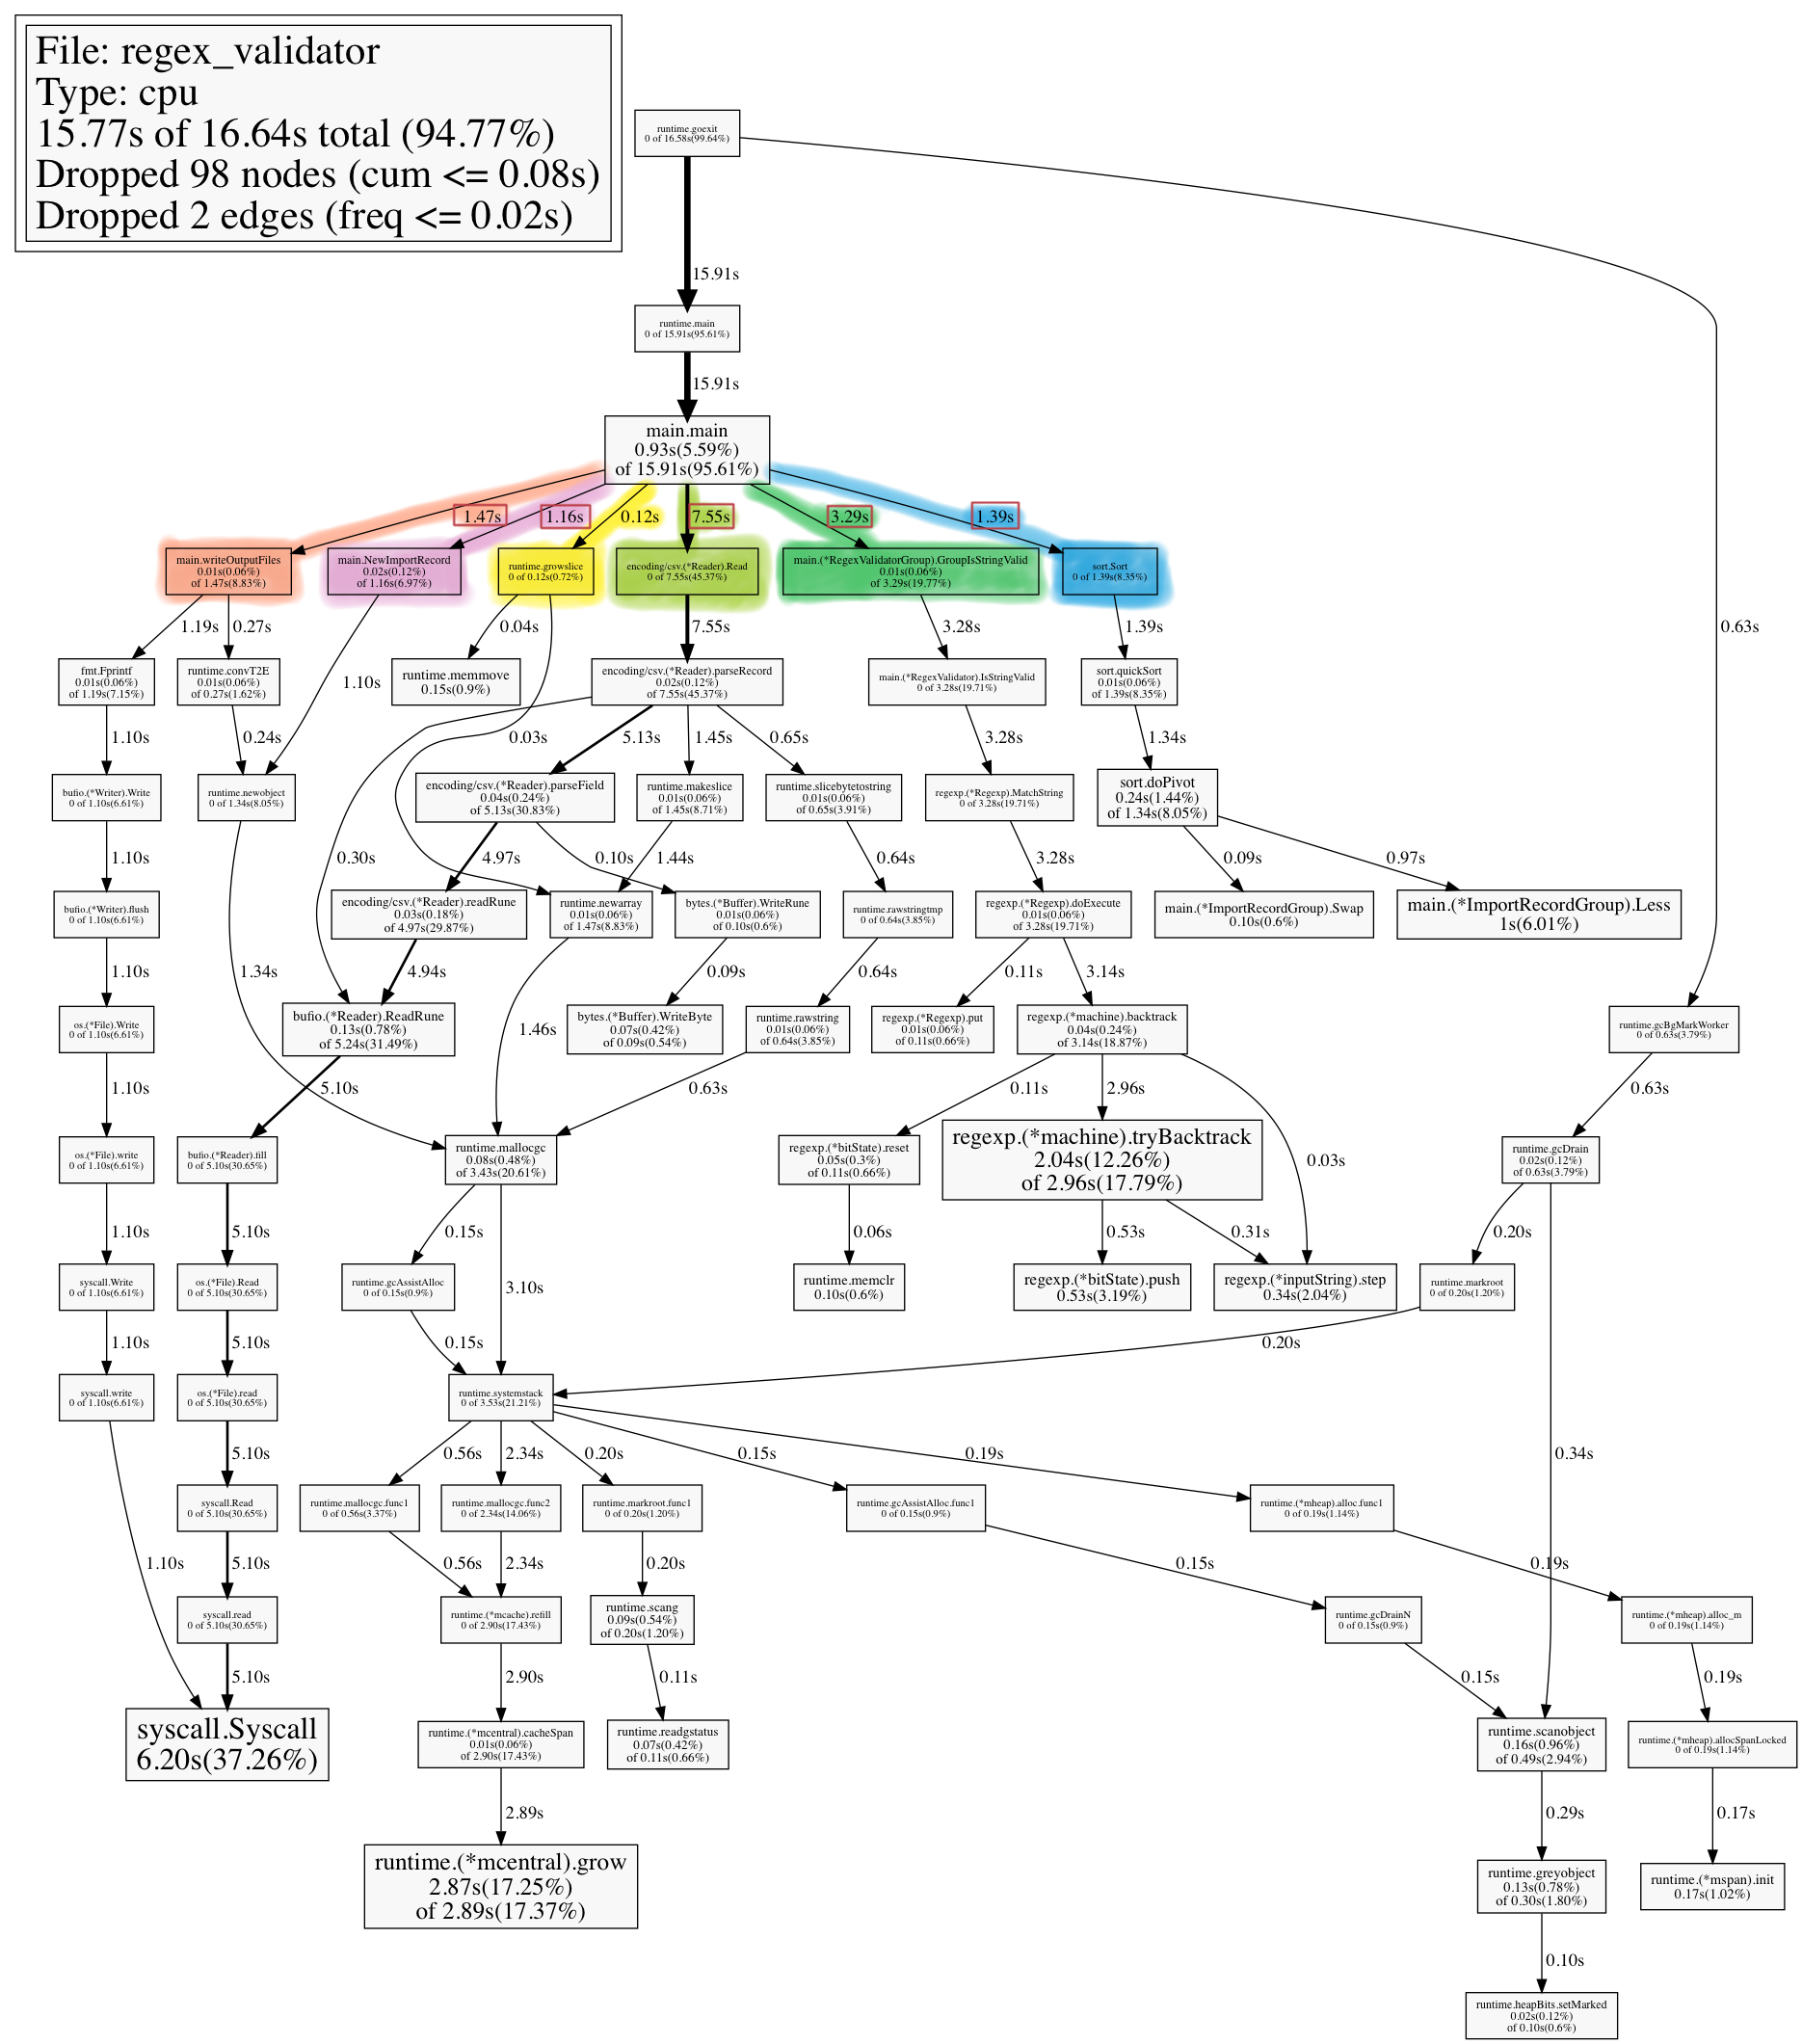 File: regex_validator
Type: cpu
15.77s of 16.64s total (94.77%)
Dropped 98 nodes (cum <= 0.08s)
Dropped 2 edges (freq <= 0.02s)
runtime.goexit
0 of 16.58s(99.64%)
15.91s
runtime.main
0 of 15.91s(95.61%)
15.91s
main.main
0.93s(5.59%)
of 15.91s(95.61%)
1.47s
1.16s
0.12s
7.55s
3.29s
1.39s
main.writeOutputFiles
0.01s(0.06%)
of 1.47s(8.83%)
main.NewImportRecord
0.02s(0.12%)
of 1.16s(6.97%)
runtime.growslice
0 of 0.12s(0.72%)
encoding/csv.(*Reader).Read
0 of 7.55s(45.37%)
main.(*RegexValidatorGroup).GroupIsStringValid
0.01s(0.06%)
of 3.29s(19.77%)
sort.Sort
0 of 1.39s(8.35%)
1.19s
0.27s
1.10s
0.04s
7.55s
3.28s
1.39s
0.63s
fmt.Fprintf
0.01s(0.06%)
of 1.19s(7.15%)
runtime.convT2E
0.01s(0.06%)
of 0.27s(1.62%)
runtime.memmove
0.15s(0.9%)
encoding/csv.(*Reader).parseRecord
0.02s(0.12%)
of 7.55s(45.37%)
main.(*RegexValidator).IsStringValid
0 of 3.28s(19.71%)
sort.quickSort
0.01s(0.06%)
of 1.39s(8.35%)
1.10s
0.24s
0.03s
5.13s
1.45s
0.65s
3.28s
1.34s
bufio.(*Writer).Write
0 of 1.10s(6.61%)
runtime.newobject
0 of 1.34s(8.05%)
encoding/csv.(*Reader).parseField
0.04s(0.24%)
of 5.13s(30.83%)
runtime.makeslice
0.01s(0.06%)
of 1.45s(8.71%)
runtime.slicebytetostring
0.01s(0.06%)
of 0.65s(3.91%)
regexp.(*Regexp).MatchString
0 of 3.28s(19.71%)
sort.doPivot
0.24s(1.44%)
of 1.34s(8.05%)
1.10s
0.30s
4.97s
0.10s
1.44s
0.64s
3.28s
0.09s
0.97s
bufio.(*Writer).flush
0 of 1.10s(6.61%)
encoding/csv.(*Reader).readRune
0.03s(0.18%)
of 4.97s(29.87%)
runtime.newarray
0.01s(0.06%)
of 1.47s(8.83%)
bytes.(*Buffer).WriteRune
0.01s(0.06%)
of 0.10s(0.6%)
runtime.rawstringtmp
0 of 0.64s(3.85%)
regexp.(*Regexp).doExecute
0.01s(0.06%)
of 3.28s(19.71%)
main.(*ImportRecordGroup).Swap
0.10s(0.6%)
main.(*ImportRecordGroup).Less
1s(6.01%)
1.10s
1.34s
4.94s
0.09s
0.64s
0.11s
3.14s
os.(*File).Write
0 of 1.10s(6.61%)
bufio.(*Reader).ReadRune
0.13s(0.78%)
of 5.24s(31.49%)
1.46s
bytes.(*Buffer).WriteByte
0.07s(0.42%)
of 0.09s(0.54%)
runtime.rawstring
0.01s(0.06%)
of 0.64s(3.85%)
regexp.(*Regexp).put
0.01s(0.06%)
of 0.11s(0.66%)
regexp.(*machine).backtrack
0.04s(0.24%)
of 3.14s(18.87%)
runtime.gcBgMarkWorker
0 of 0.63s(3.79%)
1.10s
5.10s
0.63s
0.11s
2.96s
0.63s
os.(*File).write
0 of 1.10s(6.61%)
bufio.(*Reader).fill
0 of 5.10s(30.65%)
runtime.mallocgc
0.08s(0.48%)
of 3.43s(20.61%)
regexp.(*bitState).reset
0.05s(0.3%)
of 0.11s(0.66%)
regexp.(*machine).tryBacktrack
2.04s(12.26%)
of 2.96s(17.79%)
0.03s
runtime.gcDrain
0.02s(0.12%)
of 0.63s(3.79%)
1.10s
5.10s
0.15s
0.06s
0.53s
0.31s
0.20s
syscall.Write
0 of 1.10s(6.61%)
os.(*File).Read
0 of 5.10s(30.65%)
runtime.gcAssistAlloc
0 of 0.15s(0.9%)
3.10s
runtime.memclr
0.10s(0.6%)
regexp.(*bitState).push
0.53s(3.19%)
regexp.(*inputString).step
0.34s(2.04%)
runtime.markroot
0 of 0.20s(1.20%)
1.10s
5.10s
0.15s
0.20s
syscall.write
0 of 1.10s(6.61%)
os.(*File).read
0 of 5.10s(30.65%)
runtime.systemstack
0 of 3.53s(21.21%)
5.10s
0.56s
2.34s
0.20s
0.15s
0.19s
0.34s
syscall.Read
0 of 5.10s(30.65%)
runtime.mallocgc.func1
0 of 0.56s(3.37%)
runtime.mallocgc.func2
0 of 2.34s(14.06%)
runtime.markroot.func1
0 of 0.20s(1.20%)
runtime.gcAssistAlloc.func1
0 of 0.15s(0.9%)
runtime.(*mheap).alloc.func1
0 of 0.19s(1.14%)
1.10s
5.10s
0.56s
2.34s
0.20s
0.15s
0.19s
syscall.read
0 of 5.10s(30.65%)
runtime.(*mcache).refill
0 of 2.90s(17.43%)
runtime.scang
0.09s(0.54%)
of 0.20s(1.20%)
runtime.gcDrainN
0 of 0.15s(0.9%)
runtime.(*mheap).alloc_m
0 of 0.19s(1.14%)
5.10s
2.90s
0.11s
0.15s
0.19s
syscall.Syscall
6.20s(37.26%)
runtime.(*mcentral).cacheSpan
0.01s(0.06%)
of 2.90s(17.43%)
runtime.readgstatus
0.07s(0.42%)
of 0.11s(0.66%)
runtime.scanobject
0.16s(0.96%)
of 0.49s(2.94%)
runtime.(*mheap).allocSpanLocked
0 of 0.19s(1.14%)
2.89s
0.29s
0.17s
runtime.(*mcentral).grow
2.87s(17.25%)
of 2.89s(17.37%)
runtime.greyobject
0.13s(0.78%)
of 0.30s(1.80%)
runtime.(*mspan).init
0.17s(1.02%)
0.10s
runtime.heapBits.setMarked
0.02s(0.12%)
of 0.10s(0.6%)